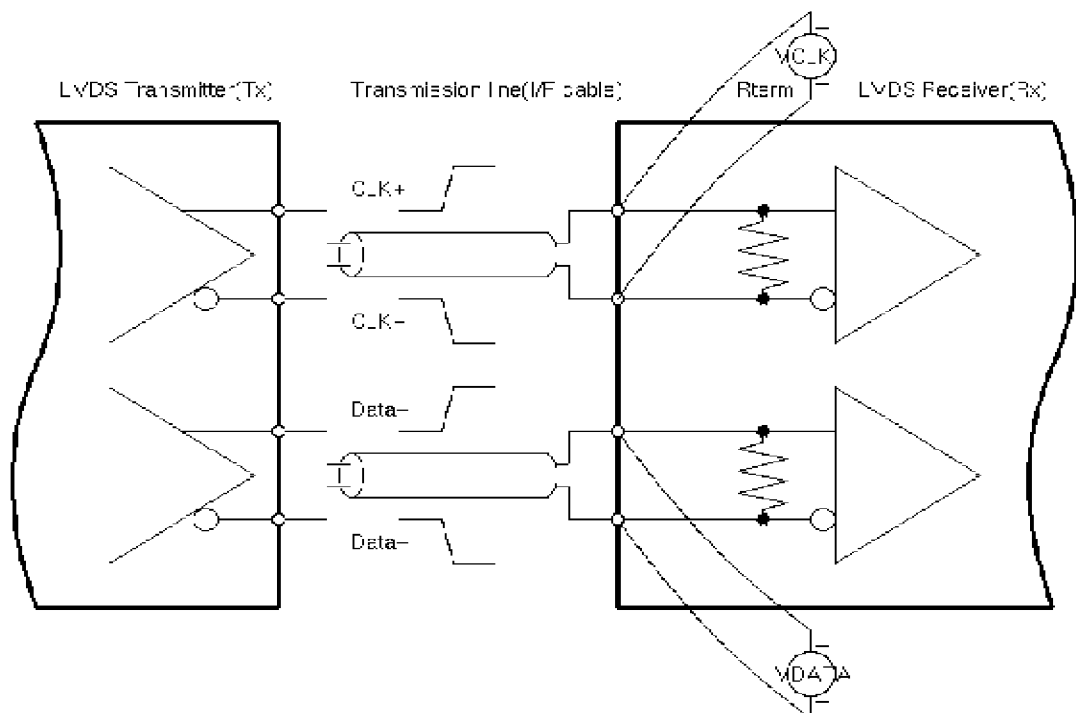 LVDS Transmitter(Tx)
Transmission line(I/F cable)
Rterm
VCLK
LVDS Receiver(Rx)
CLK+
CLK−
Data−
Data−
VDATA